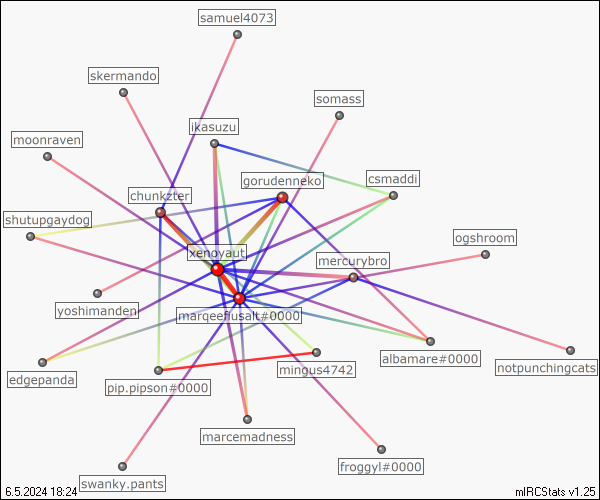 samuel4073
skermando
somass
ikasuzu
moonraven
gorudenneko
csmaddi
chunkzter
shutupgaydog
ogshroom
xenoyaut
mercurybro
yoshimanden
marqeefiusalt#0000
albamare#0000
notpunchingcats
edgepanda
pip.pipson#0000
mingus4742
marcemadness
froggyl#0000
swanky.pants
6.5.2024 18:24
mIRCStats v1.25